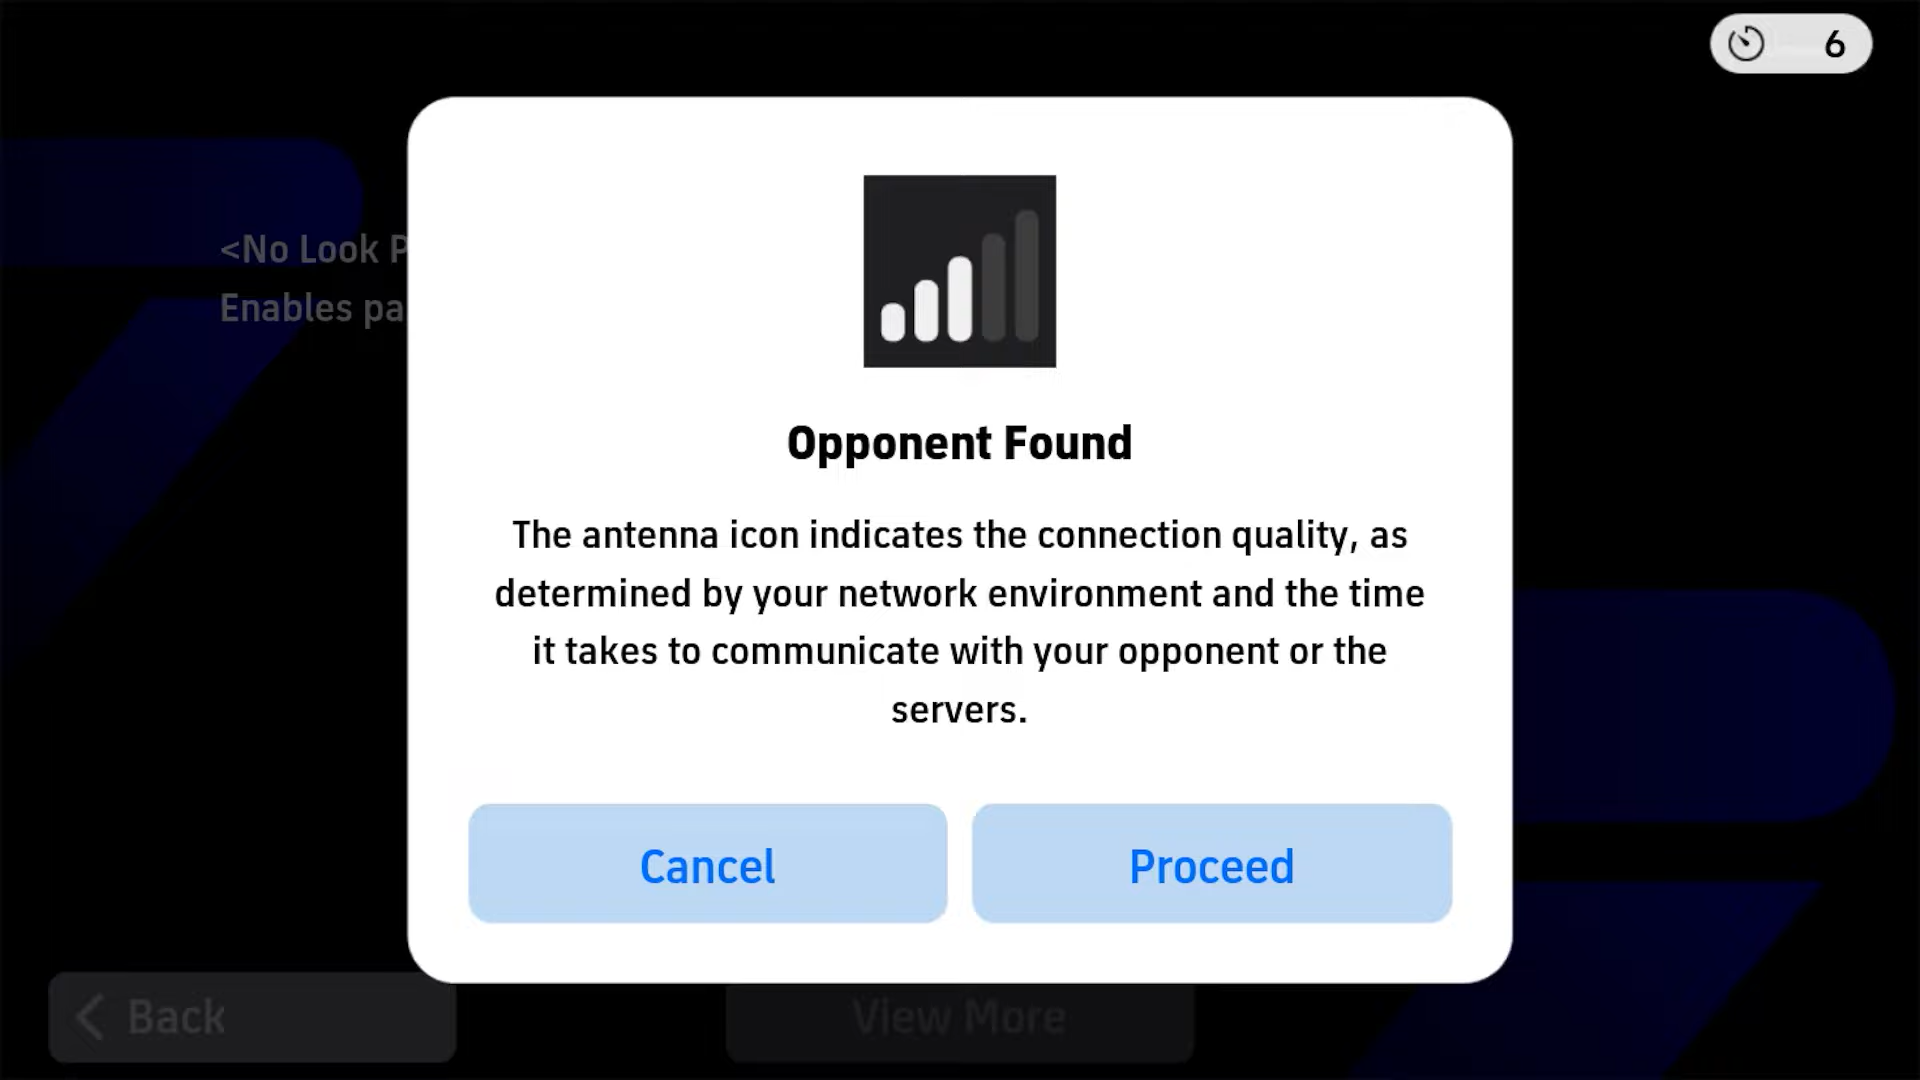 6
<No Look P
Enables pa
Opponent Found
The antenna icon indicates the connection quality, as
determined by your network environment and the time
it takes to communicate with your opponent or the
servers.
Cancel
Proceed
Back
View More